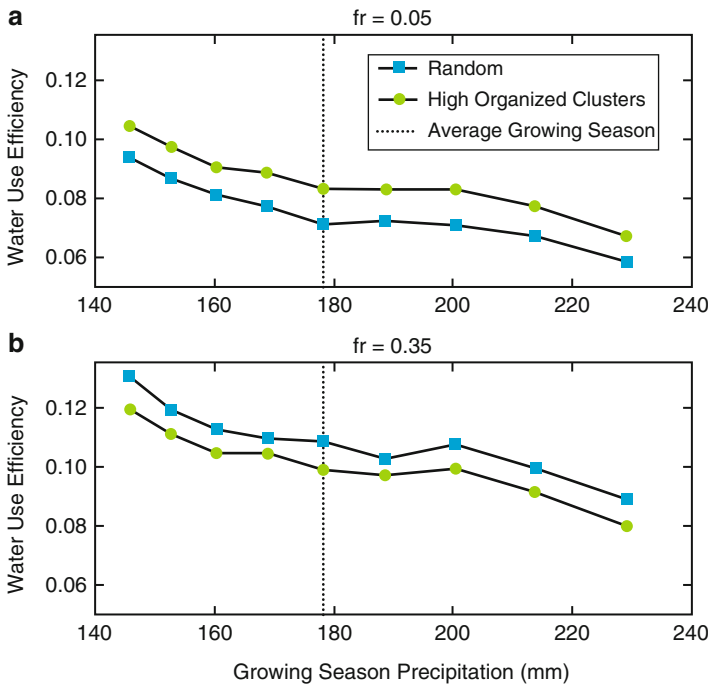 a
fr = 0.05
Water Use Efficiency
0.12
0.10
0.08
0.06
Random
High Organized Clusters
Average Growing Season
140 160 180 200 220 240
b
fr = 0.35
Water Use Efficiency
0.12
0.10
0.08
0.06
140 160 180 200 220 240
Growing Season Precipitation (mm)